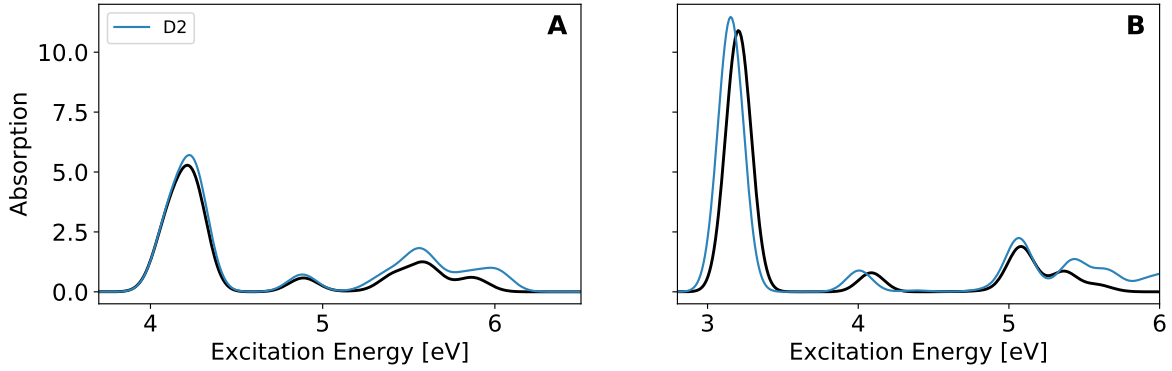 D2
A
10.0
7.5
5.0
2.5
0.0
Absorption
4
5
6
Excitation Energy [eV]
B
3
4
5
6
Excitation Energy [eV]